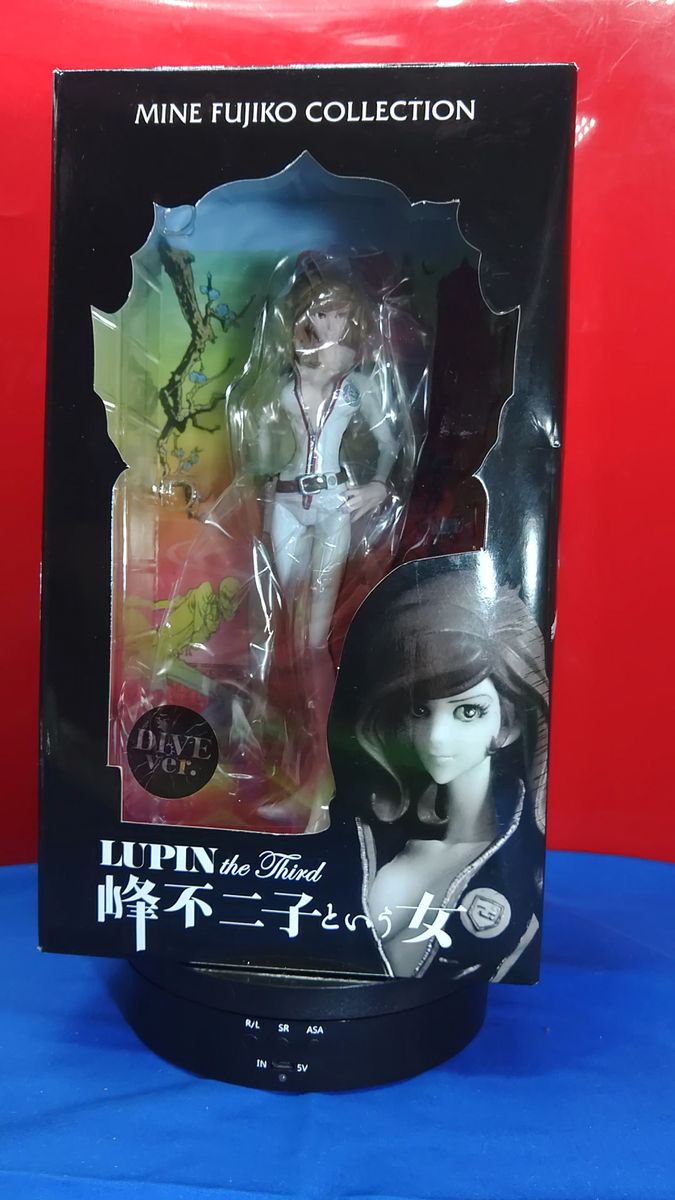 MINE FUJIKO COLLECTION
DIVE
ver.
LUPIN the Third
峰不二子という女
R/L SR ASA
IN 5V